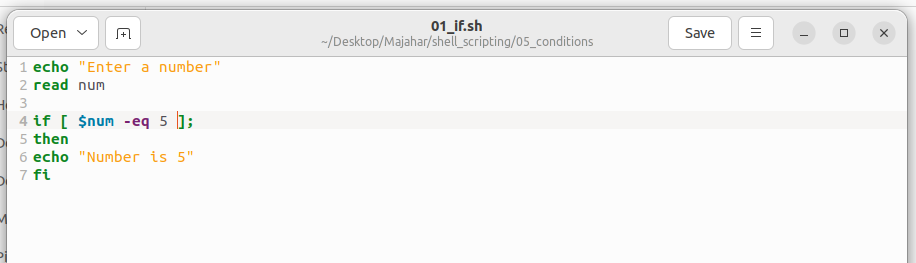 01_if.sh
Open
Save
~/Desktop/Majahar/shell_scripting/05_conditions
1 echo "Enter a number"
2 read num
3
4 if [ $num -eq 5 ];
5 then
6 echo "Number is 5"
7 fi